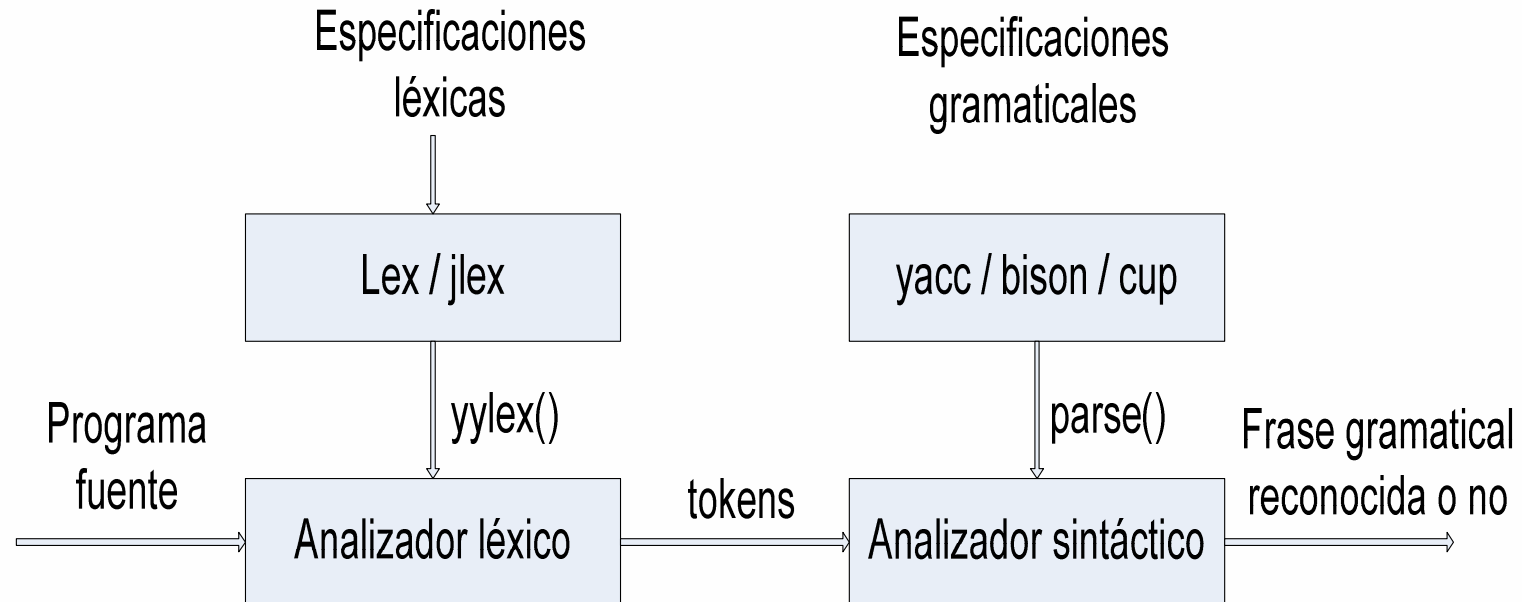 Especificaciones
léxicas
Especificaciones
gramaticales
Lex / jlex
yacc / bison / cup
yylex()
parse()
Programa
fuente
Frase gramatical
reconocida o no
tokens
Analizador léxico
Analizador sintáctico